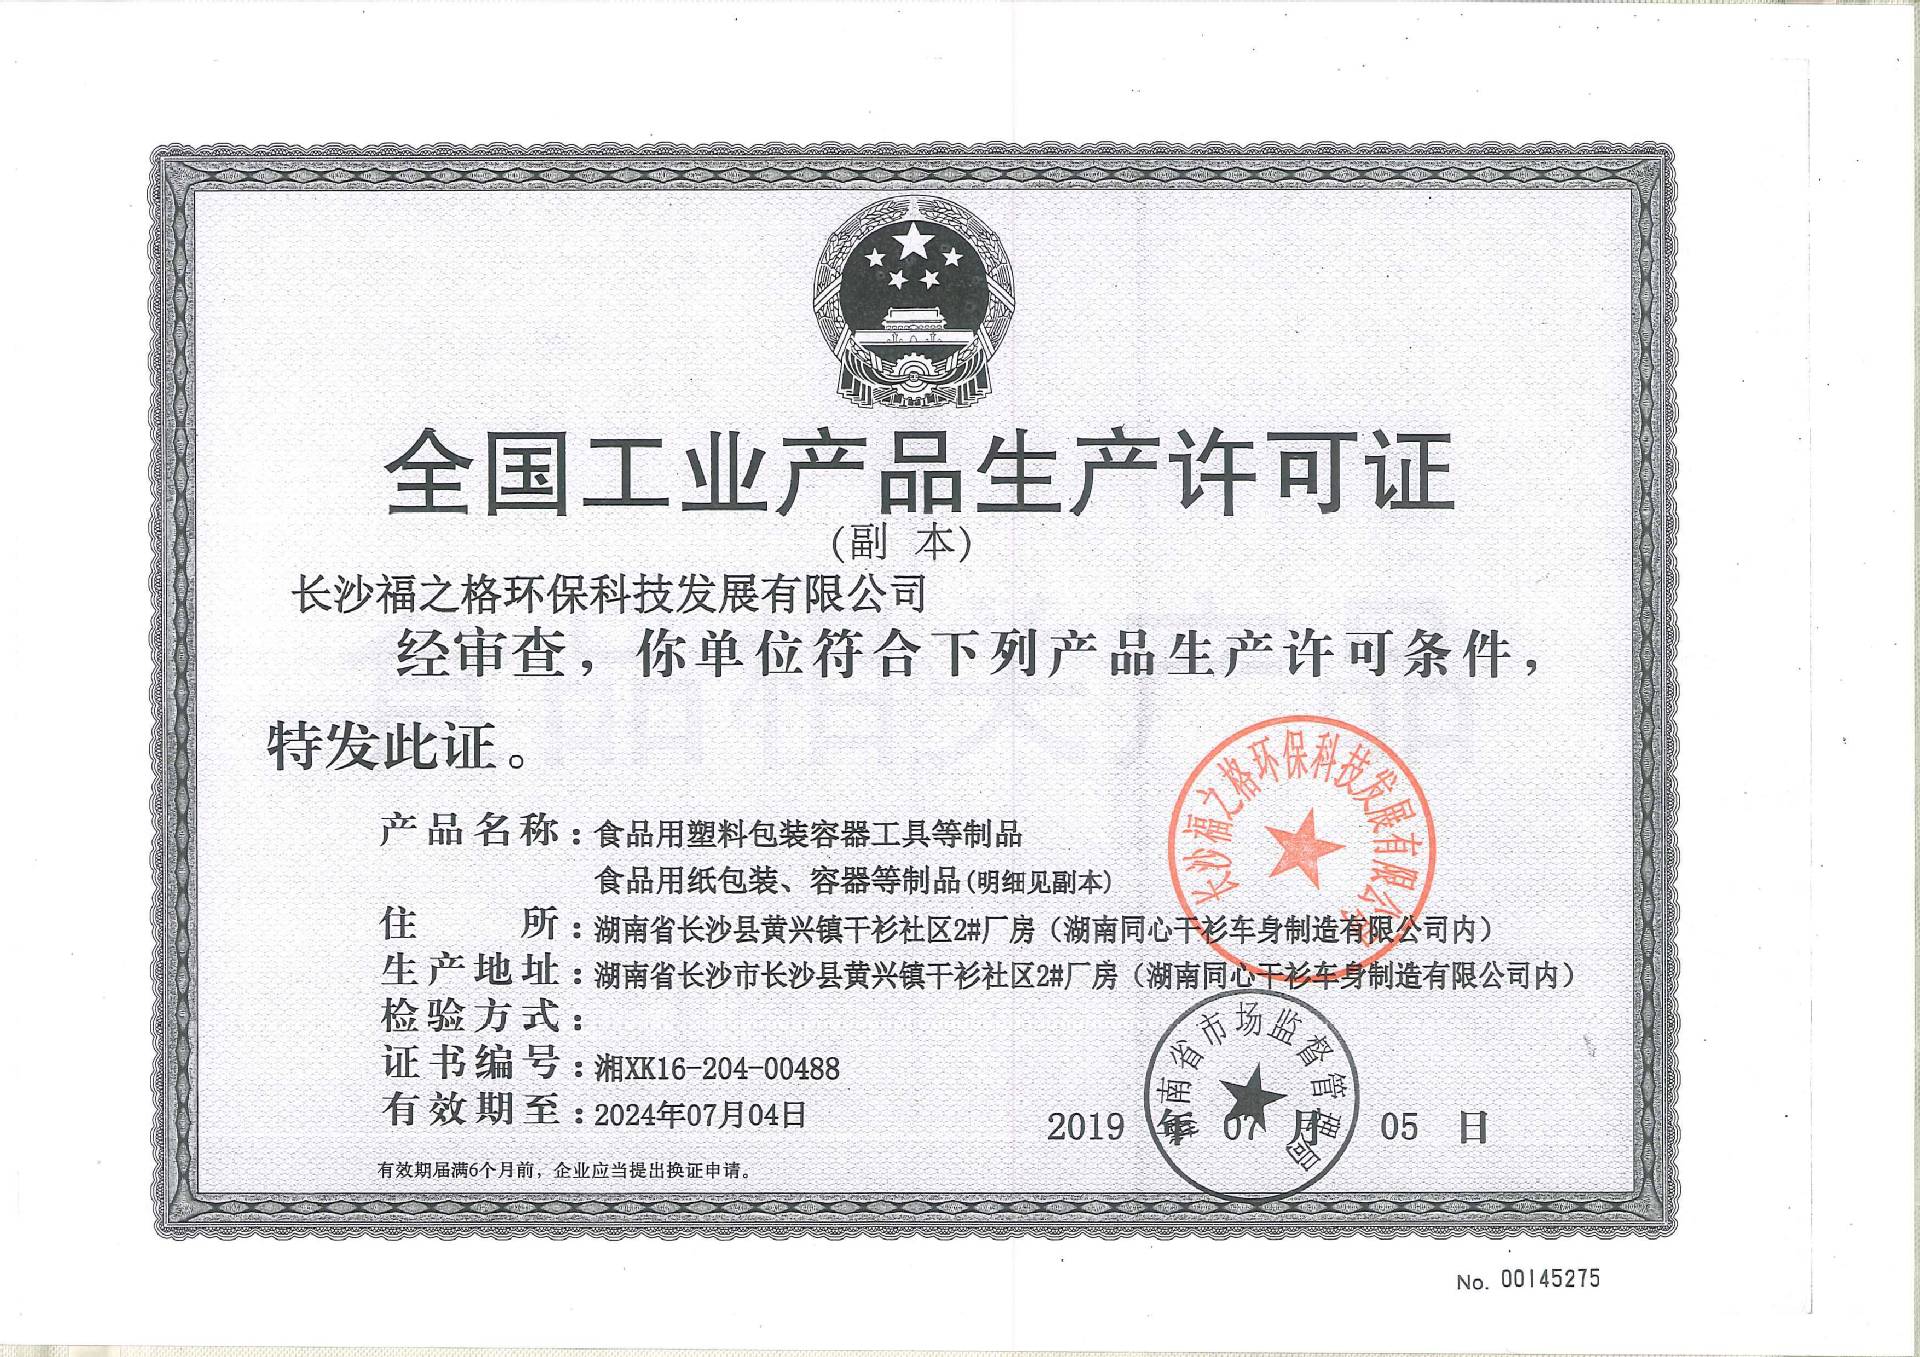 全国工业产品生产许可证
(副 本)
长沙福之格环保科技发展有限公司
经审查，你单位符合下列产品生产许可条件，
特发此证。
产品名称：食品用塑料包装容器工具等制品
食品用纸包装、容器等制品(明细见副本)
住 所：湖南省长沙县黄兴镇干衫社区2#厂房（湖南同心干衫车身制造有限公司内）
生产地址：湖南省长沙市长沙县黄兴镇干衫社区2#厂房（湖南同心干衫车身制造有限公司内）
检验方式：
证书编号：湘XK16-204-00488
有效期至：2024年07月04日
2019 年 07 月 05 日
有效期届满6个月前，企业应当提出换证申请。
长沙福之格环保科技发展有限公司
湖南省市场监督管理局
No. 00145275